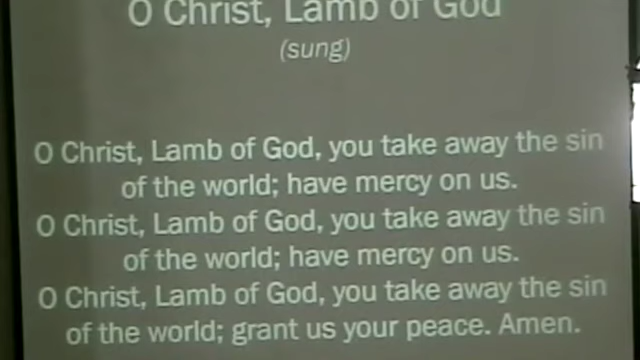 O Christ, Lamb of God
(sung)
O Christ, Lamb of God, you take away the sin
of the world; have mercy on us.
O Christ, Lamb of God, you take away the sin
of the world; have mercy on us.
O Christ, Lamb of God, you take away the sin
of the world; grant us your peace. Amen.